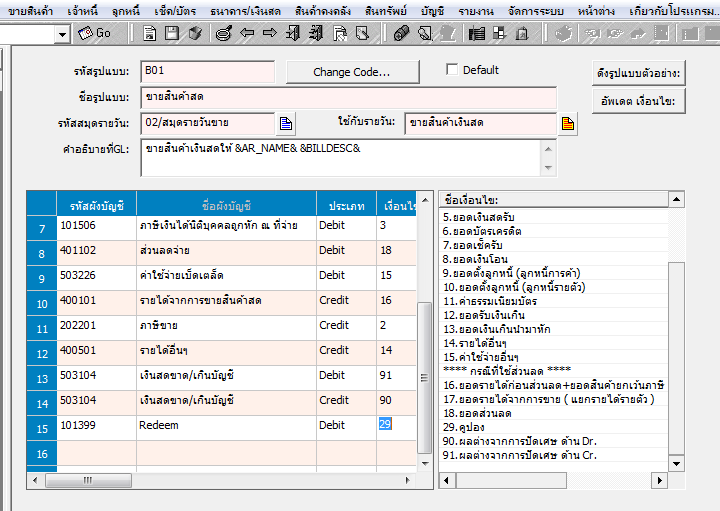 ขายสินค้า เจ้าหนี้ ลูกหนี้ เช็ค/บัตร ธนาคาร/เงินสด สินค้าคงคลัง สินทรัพย์ บัญชี รายงาน จัดการระบบ หน้าต่าง เกี่ยวกับโปรแกรม..
Go
รหัสรูปแบบ: B01 Change Code... Default ดึงรูปแบบตัวอย่าง:
ชื่อรูปแบบ: ขายสินค้าสด อัพเดต เงื่อนไข:
รหัสสมุดรายวัน: 02/สมุดรายวันขาย ใช้กับรายวัน: ขายสินค้าเงินสด
คำอธิบายที่GL: ขายสินค้าเงินสดให้ &AR_NAME& &BILLDESC&
รหัสผังบัญชี ชื่อผังบัญชี ประเภท เงื่อนไข
7 101506 ภาษีเงินได้นิติบุคคลถูกหัก ณ ที่จ่าย Debit 3
8 401102 ส่วนลดจ่าย Debit 18
9 503226 ค่าใช้จ่ายเบ็ดเตล็ด Debit 15
10 400101 รายได้จากการขายสินค้าสด Credit 16
11 202201 ภาษีขาย Credit 2
12 400501 รายได้อื่นๆ Credit 14
13 503104 เงินสดขาด/เกินบัญชี Debit 91
14 503104 เงินสดขาด/เกินบัญชี Credit 90
15 101399 Redeem Debit 29
16
ชื่อเงื่อนไข:
5.ยอดเงินสดรับ
6.ยอดบัตรเครดิต
7.ยอดเช็ครับ
8.ยอดเงินโอน
9.ยอดตั้งลูกหนี้ (ลูกหนี้การค้า)
10.ยอดตั้งลูกหนี้ (ลูกหนี้รายตัว)
11.ค่าธรรมเนียมบัตร
12.ยอดรับเงินเกิน
13.ยอดเงินเกินนำมาหัก
14.รายได้อื่นๆ
15.ค่าใช้จ่ายอื่นๆ
**** กรณีที่ใช้ส่วนลด ****
16.ยอดรายได้ก่อนส่วนลด+ยอดสินค้ายกเว้นภาษี
17.ยอดรายได้จากการขาย ( แยกรายได้รายตัว )
18.ยอดส่วนลด
29.คูปอง
90.ผลต่างจากการปัดเศษ ด้าน Dr.
91.ผลต่างจากการปัดเศษ ด้าน Cr.